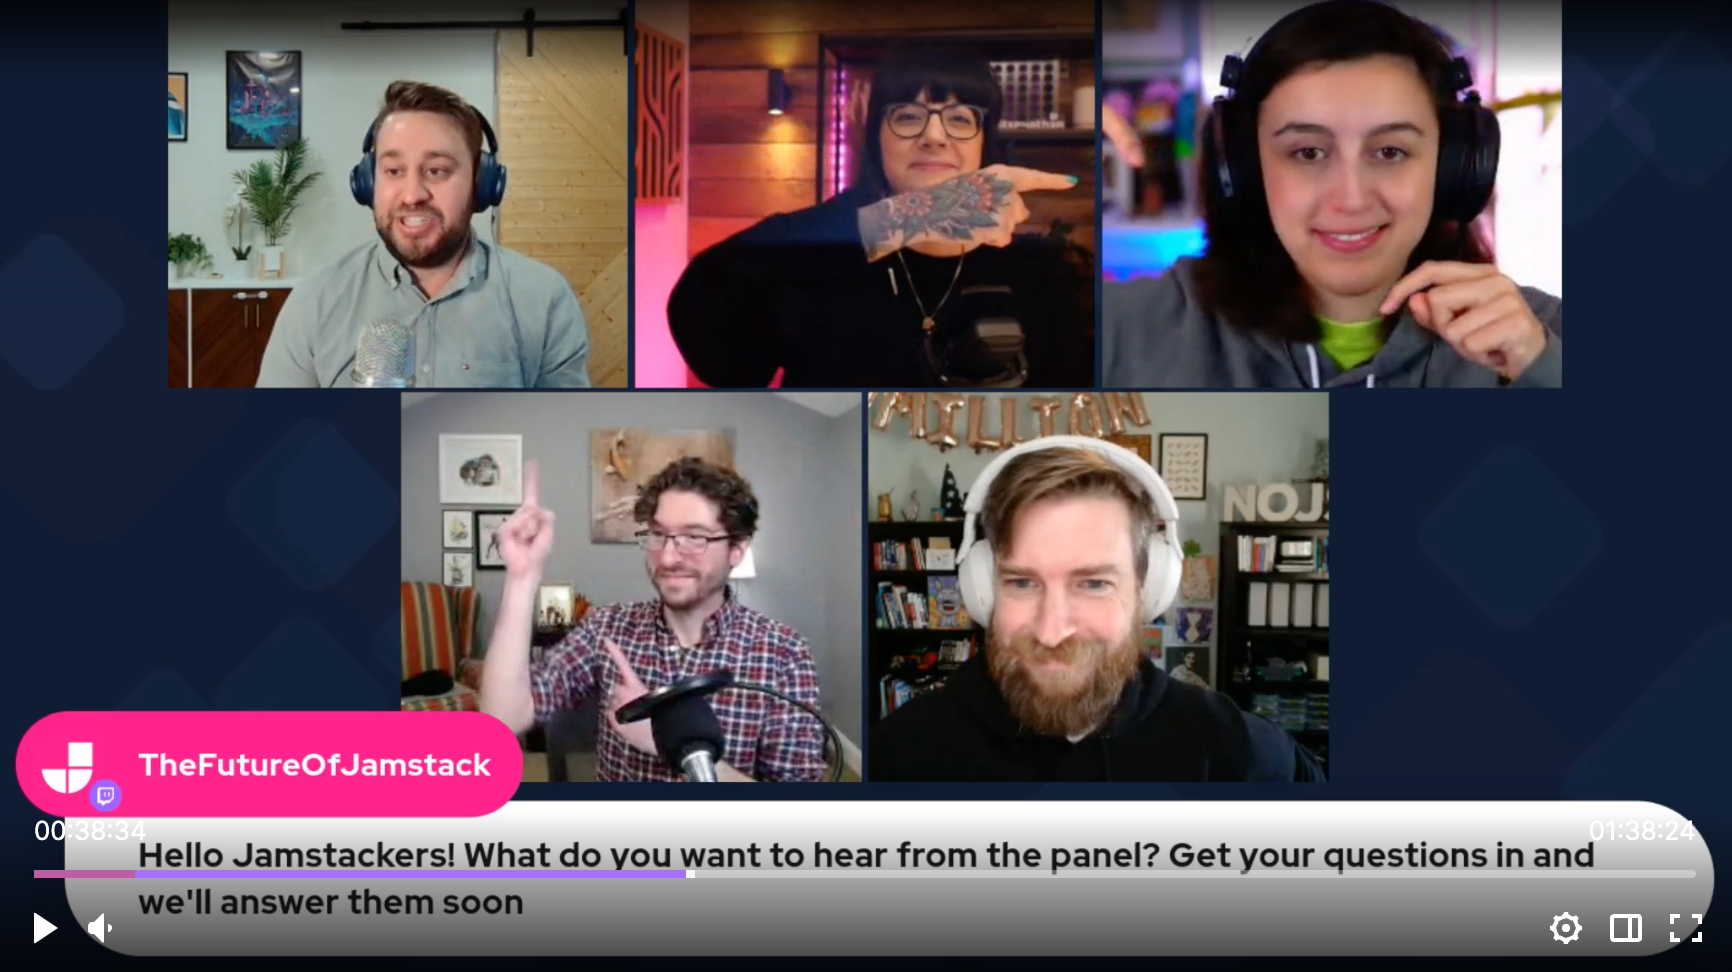 MILLION
NOJ
TheFutureOfJamstack
00:38:34
01:38:24
Hello Jamstackers! What do you want to hear from the panel? Get your questions in and
we'll answer them soon